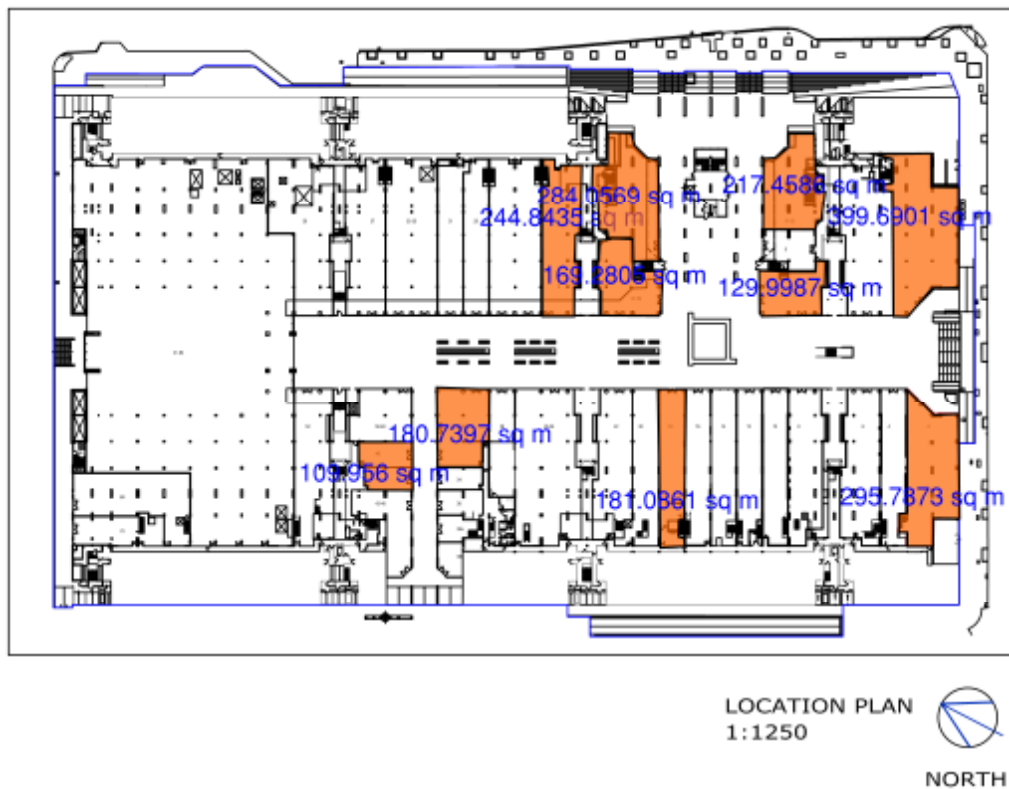 217.4588 sq m
284.0569 sq m
244.8435 sq m
399.6901 sq m
169.2806 sq m
129.9987 sq m
180.7397 sq m
109.956 sq m
181.0861 sq m
295.7873 sq m
LOCATION PLAN
1:1250
NORTH